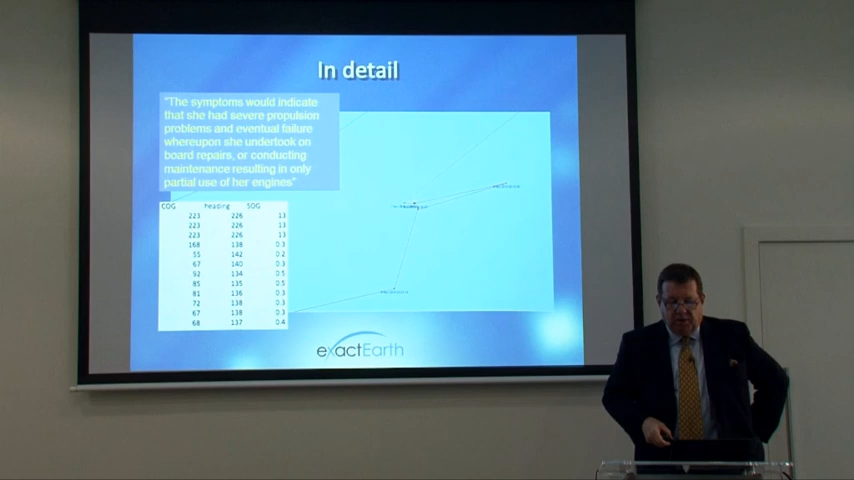 In detail
"The symptoms would indicate
that she had severe propulsion
problems and eventual failure
whereupon she undertook on
board repairs, or conducting
maintenance resulting in only
partial use of her engines"
COG heading SOG
223 226 13
223 226 13
223 226 13
168 138 0.3
55 142 0.2
67 140 0.3
92 134 0.5
85 135 0.5
81 136 0.3
72 138 0.3
67 138 0.3
68 137 0.4
exactEarth